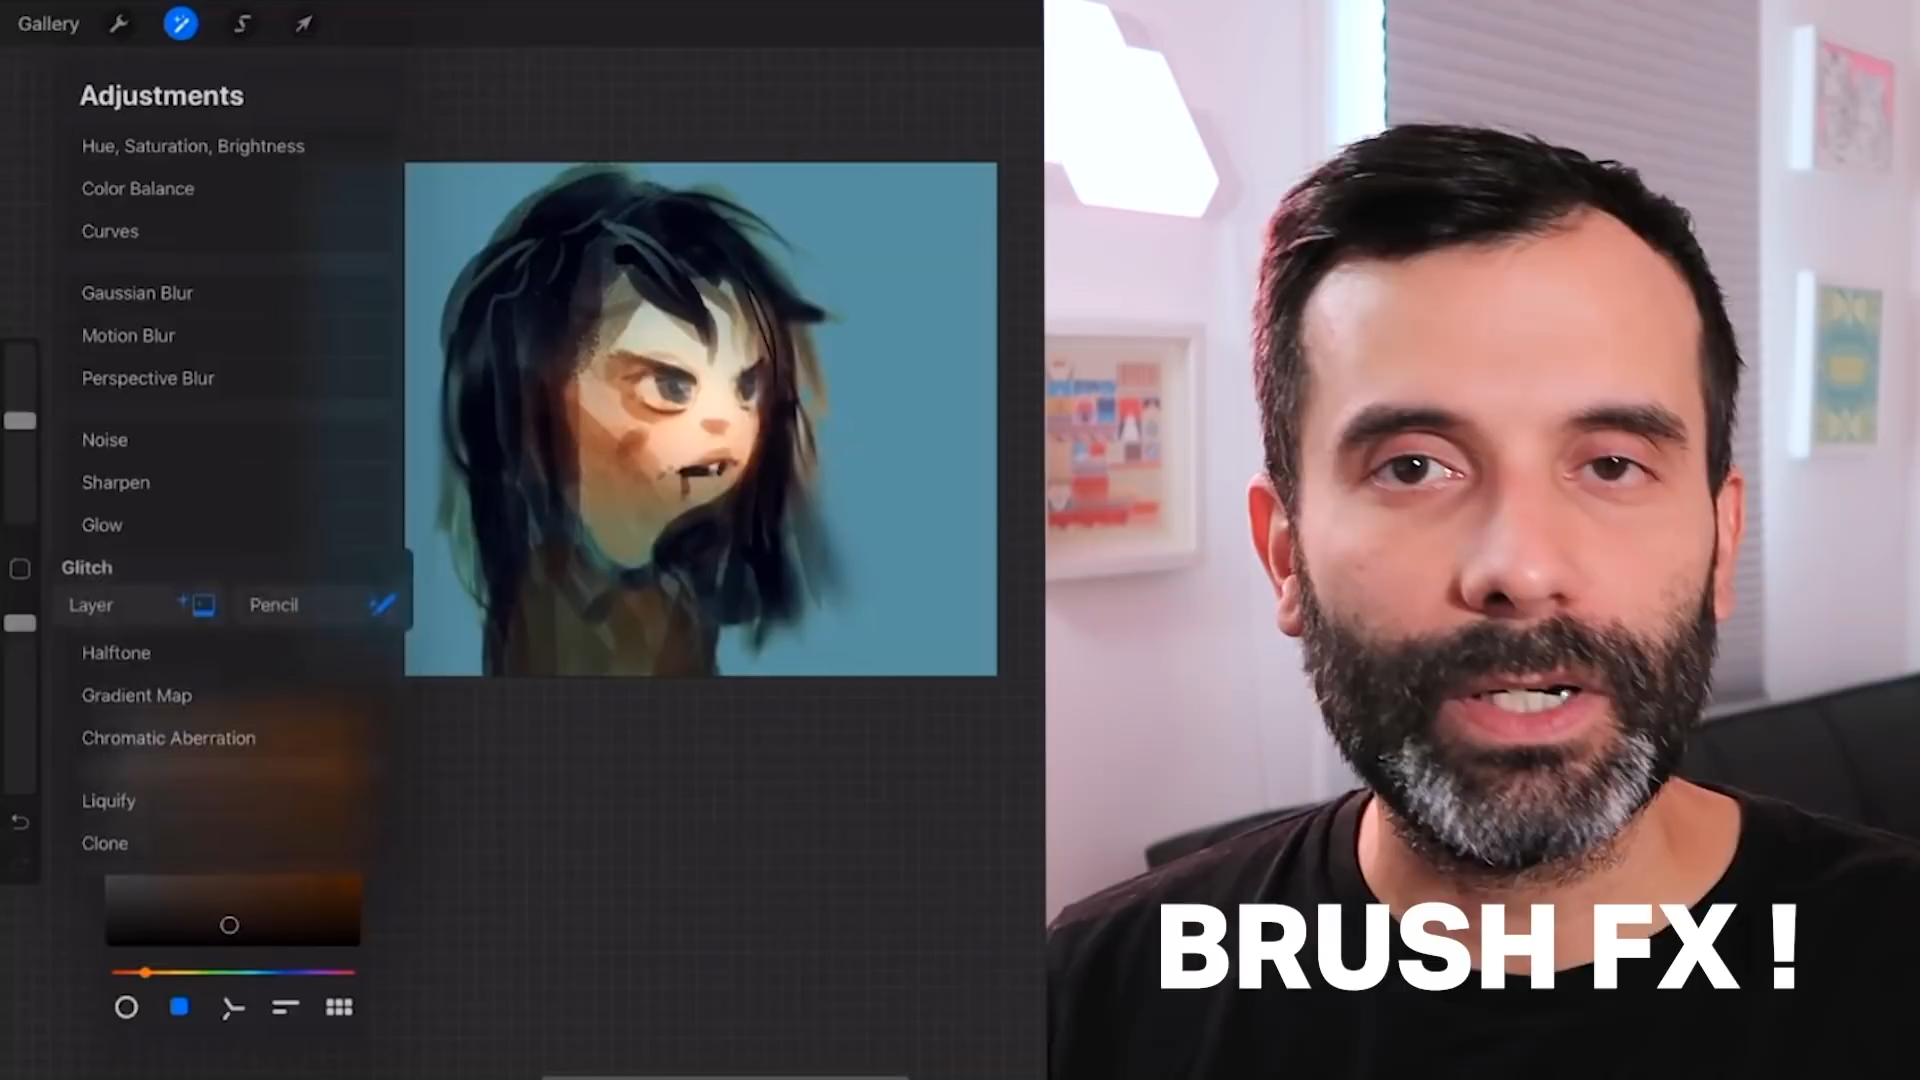 Gallery
Adjustments
Hue, Saturation, Brightness
Color Balance
Curves
Gaussian Blur
Motion Blur
Perspective Blur
Noise
Sharpen
Glow
Glitch
Layer
Pencil
Halftone
Gradient Map
Chromatic Aberration
Liquify
Clone
BRUSH FX !